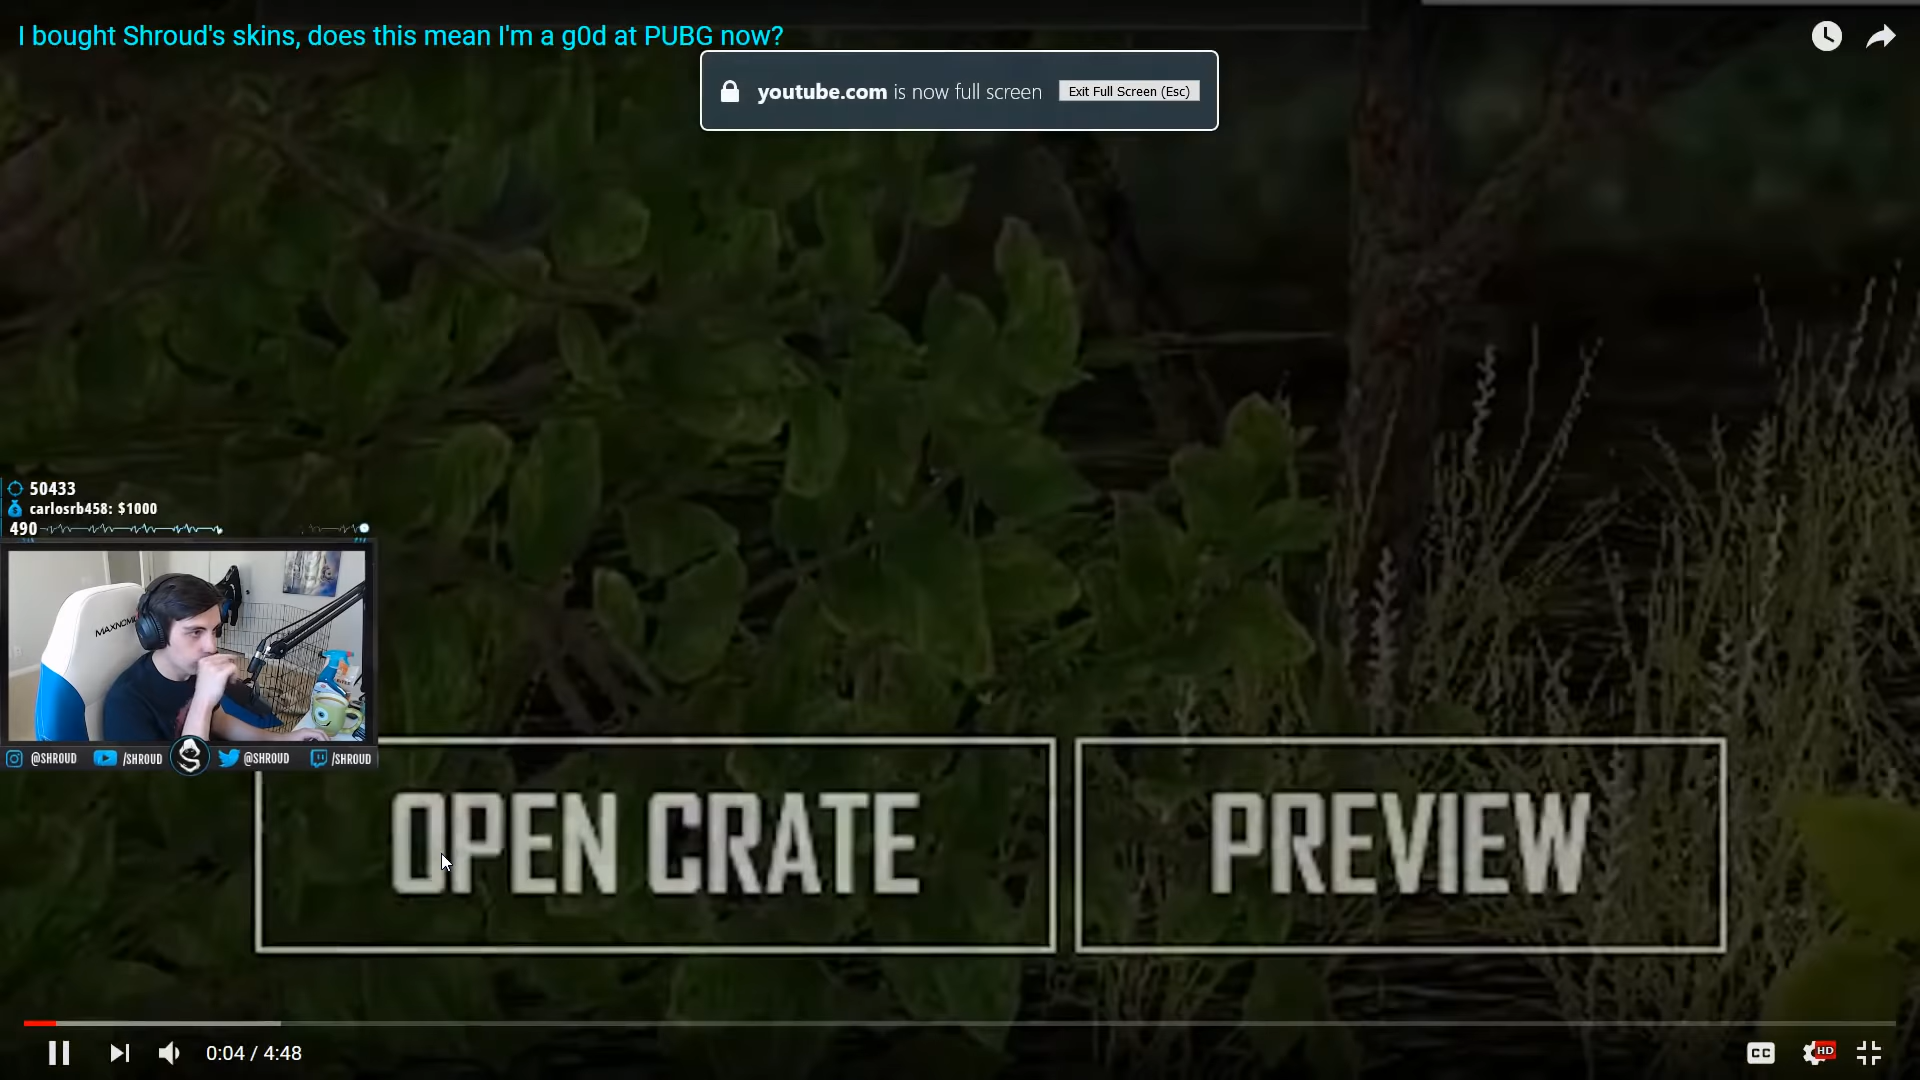 I bought Shroud's skins, does this mean I'm a g0d at PUBG now?
youtube.com is now full screen Exit Full Screen (Esc)
50433
carlosrb458: $1000
490
MAXNOMIC
@SHROUD /SHROUD @SHROUD /SHROUD
OPEN CRATE PREVIEW
0:04 / 4:48 CC HD